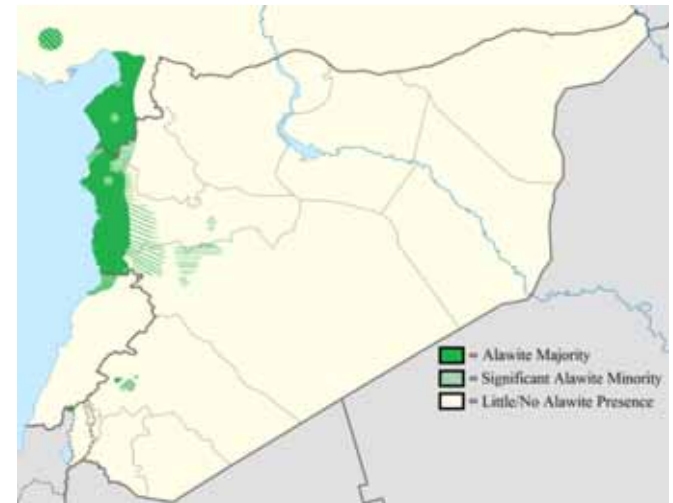 = Alawite Majority
= Significant Alawite Minority
= Little/No Alawite Presence